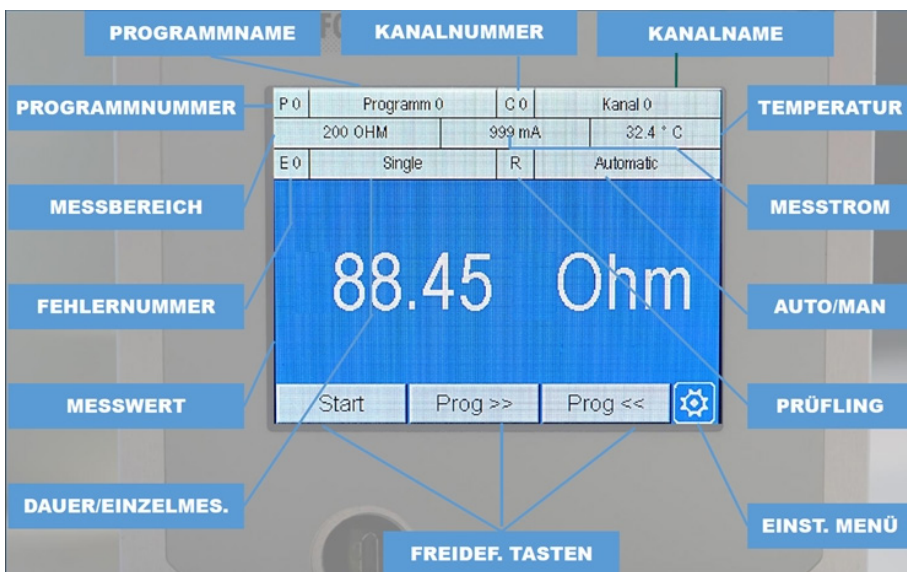 PROGRAMMNAME
KANALNUMMER
KANALNAME
PROGRAMMNUMMER
P 0
Programm 0
C 0
Kanal 0
TEMPERATUR
200 OHM
999 mA
32.4 ° C
E 0
Single
R
Automatic
MESSBEREICH
MESSTROM
88.45 Ohm
FEHLERNUMMER
AUTO/MAN
MESSWERT
Start
Prog >>
Prog <<
PRÜFLING
DAUER/EINZELMES.
FREIDEF. TASTEN
EINST. MENÜ